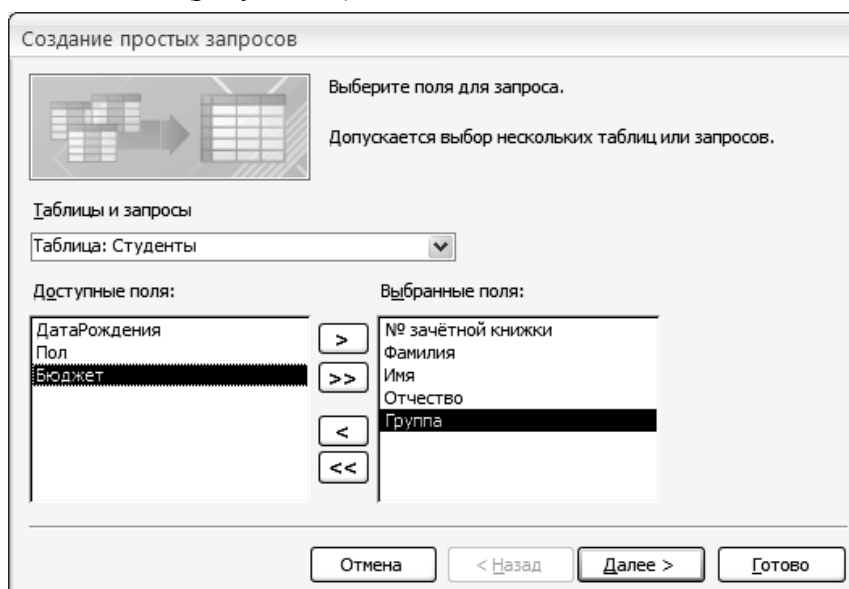 Создание простых запросов
Выберите поля для запроса.
Допускается выбор нескольких таблиц или запросов.
Таблицы и запросы
Таблица: Студенты
Доступные поля:
Выбранные поля:
ДатаРождения
Пол
Бюджет
>
>>
<
<<
№ зачётной книжки
Фамилия
Имя
Отчество
Группа
Отмена
< Назад
Далее >
Готово